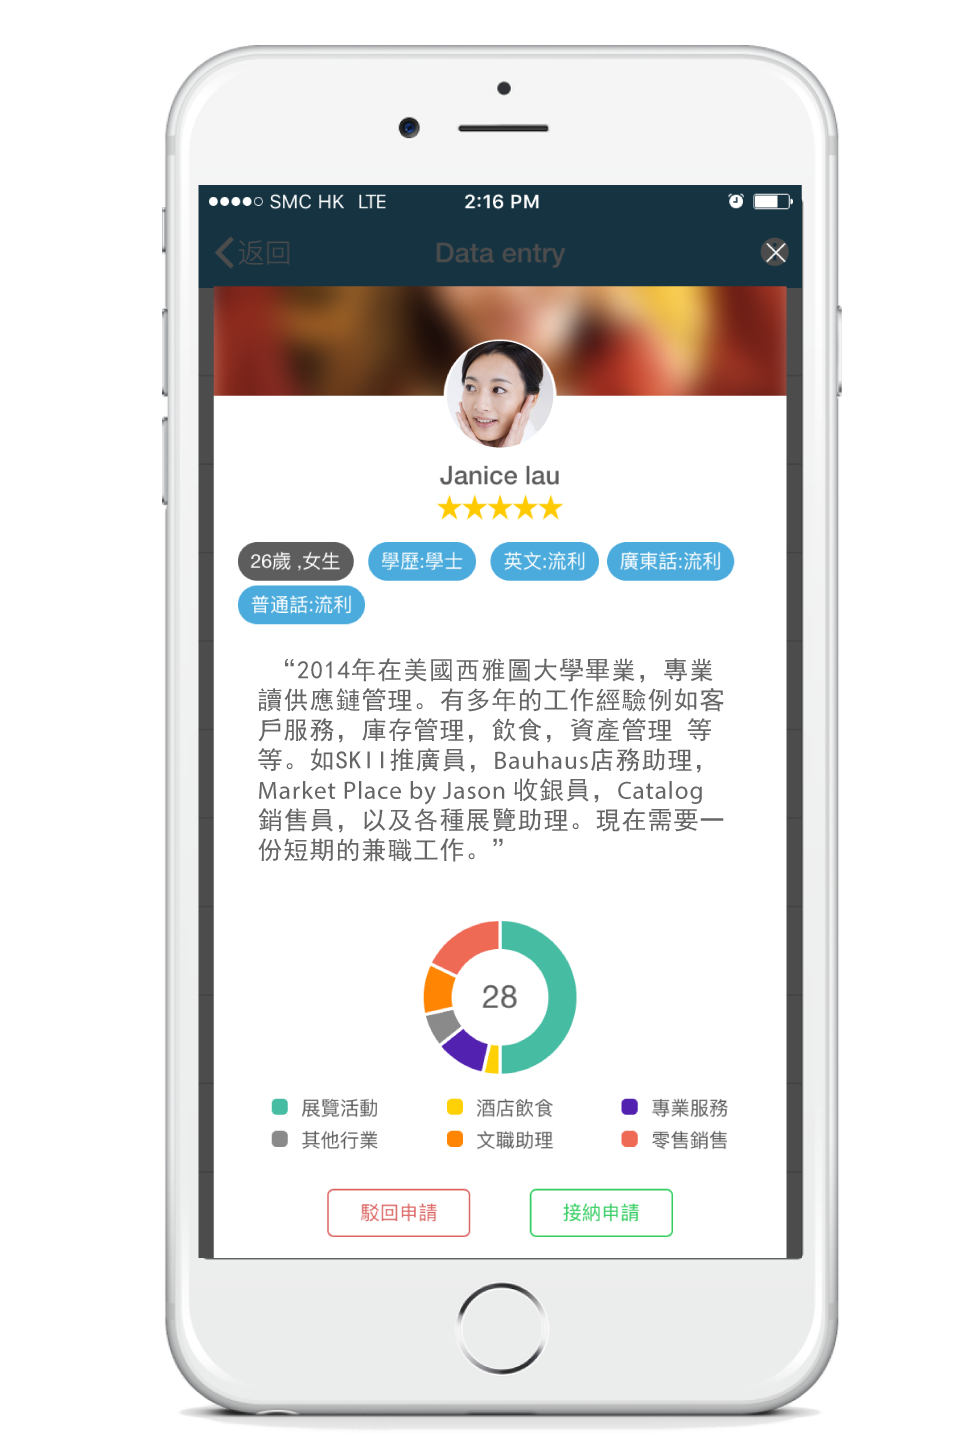 SMC HK LTE 2:16 PM
返回 Data entry
Janice lau
26歲 ,女生 學歷:學士 英文:流利 廣東話:流利
普通話:流利
“2014年在美國西雅圖大學畢業，專業
讀供應鏈管理。有多年的工作經驗例如客
戶服務，庫存管理，飲食，資產管理 等
等。如SKII推廣員，Bauhaus店務助理，
Market Place by Jason 收銀員，Catalog
銷售員，以及各種展覽助理。現在需要一
份短期的兼職工作。”
28
展覽活動 酒店飲食 專業服務
其他行業 文職助理 零售銷售
駁回申請 接納申請